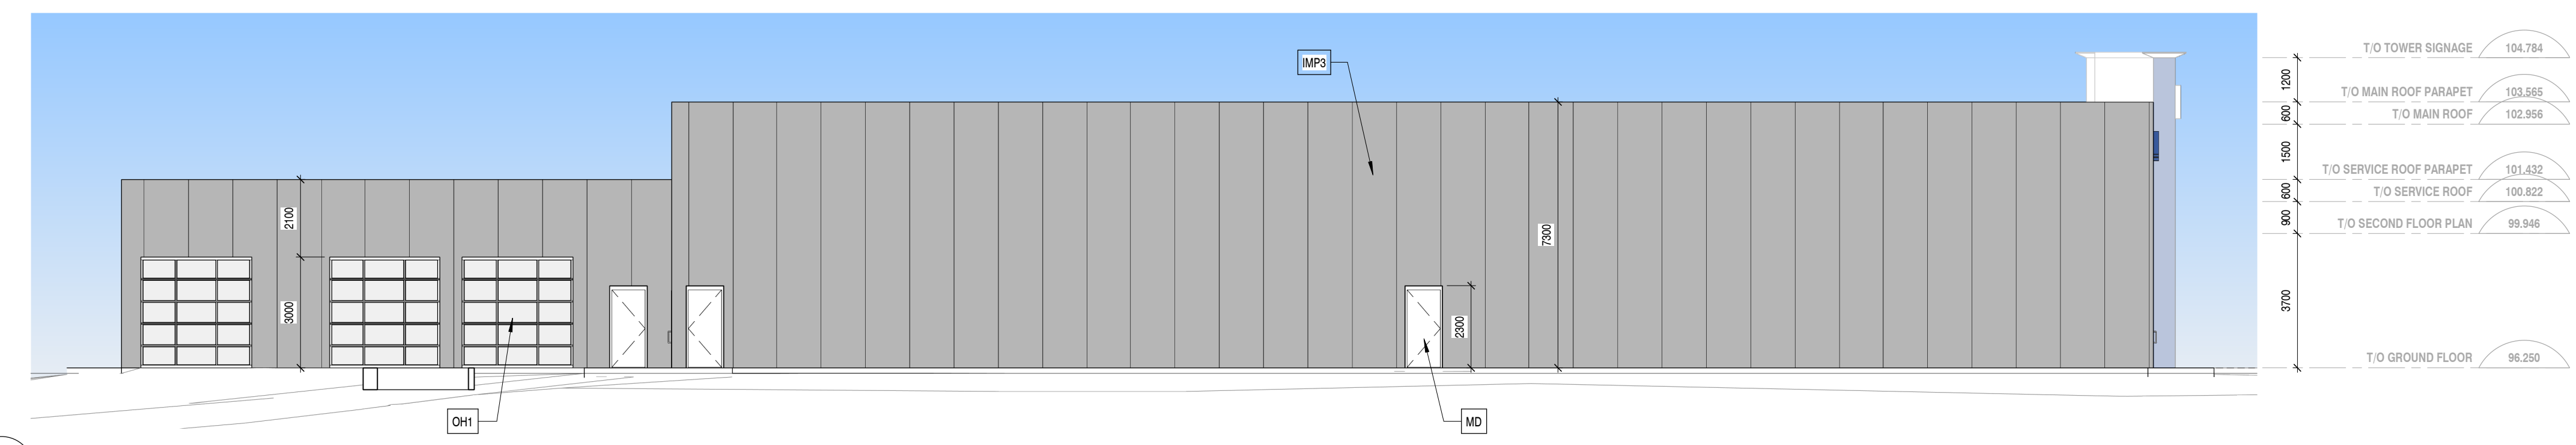 T/O TOWER SIGNAGE 104.784
1200
IMP3
T/O MAIN ROOF PARAPET 103.565
600
T/O MAIN ROOF 102.956
1500
T/O SERVICE ROOF PARAPET 101.432
600
T/O SERVICE ROOF 100.822
2100
900
T/O SECOND FLOOR PLAN 99.946
7300
3700
3000
2300
T/O GROUND FLOOR 96.250
OH1
MD